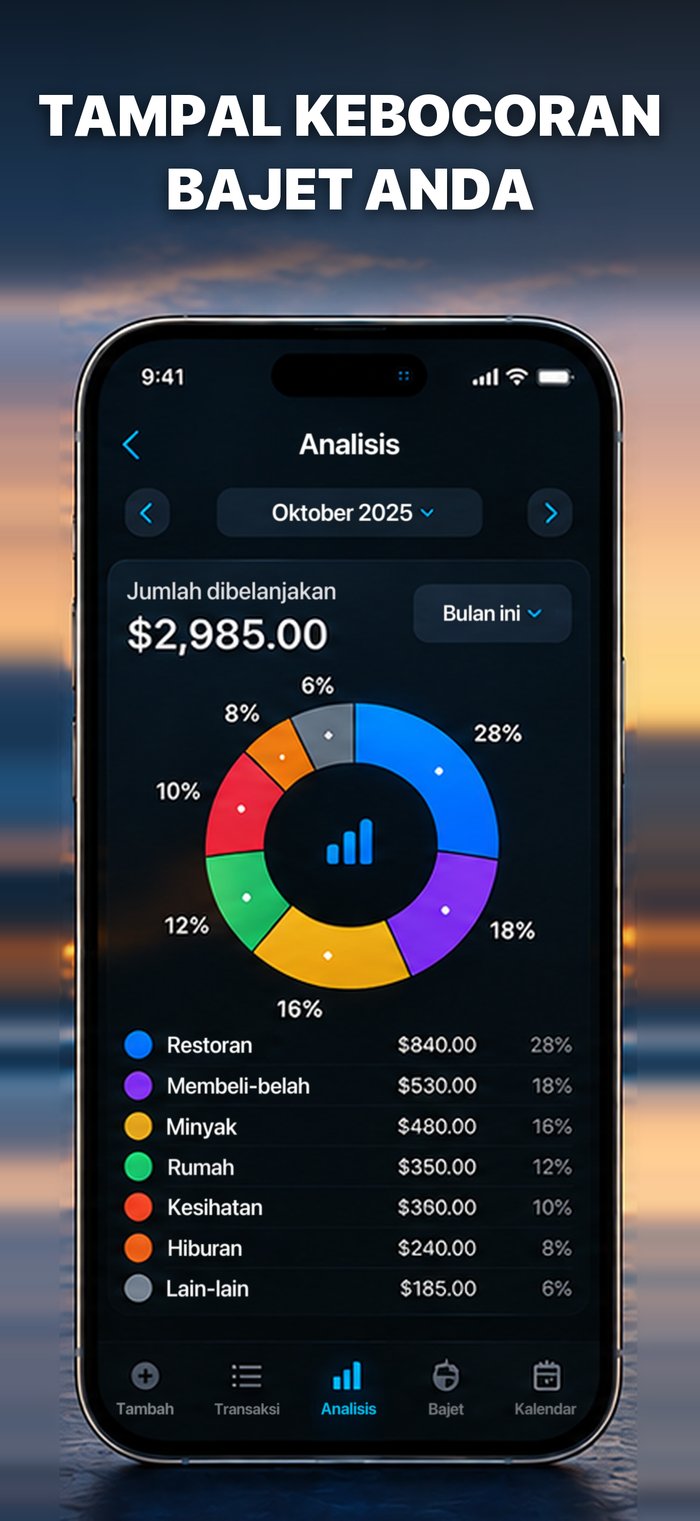 TAMPAL KEBOCORAN
BAJET ANDA
9:41
Analisis
Oktober 2025
Jumlah dibelanjakan
$2,985.00
Bulan ini
6%
8%
28%
10%
12%
18%
16%
Restoran $840.00 28%
Membeli-belah $530.00 18%
Minyak $480.00 16%
Rumah $350.00 12%
Kesihatan $360.00 10%
Hiburan $240.00 8%
Lain-lain $185.00 6%
Tambah Transaksi Analisis Bajet Kalendar